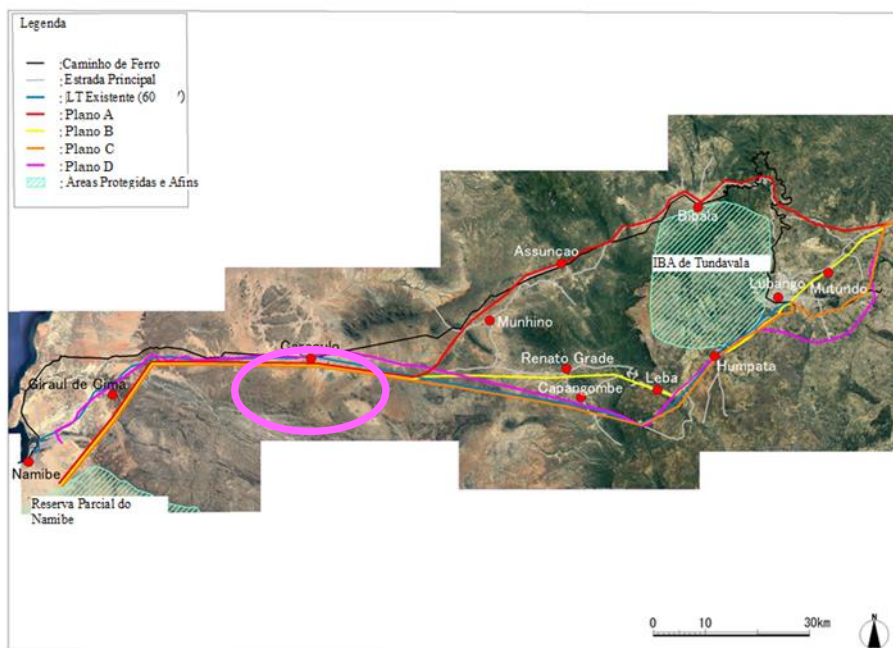 Legenda
:Caminho de Ferro
:Estrada Principal
:LT Existente (60 )
:Plano A
:Plano B
:Plano C
:Plano D
:Áreas Protegidas e Afins
Bibala
Assunçao
IBA de Tundavala
Lubango
Mutundo
Munhino
Caraculo
Renato Grade
Humpata
Giraul de Cima
Capangombe
Leba
Namibe
Reserva Parcial do
Namibe
0 10 30km
N